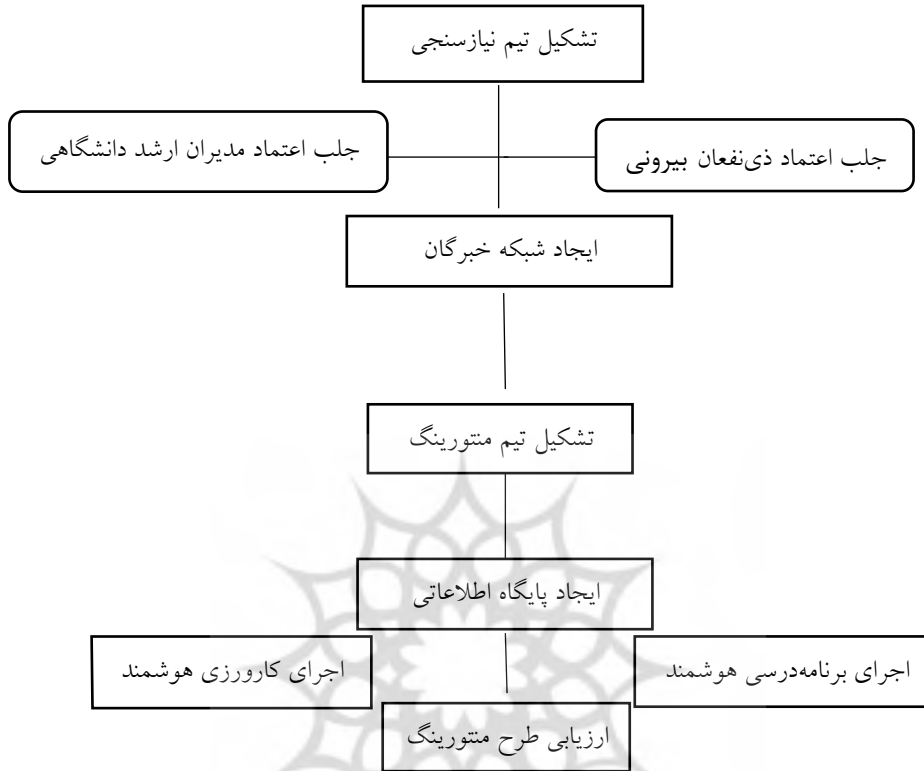 تشکیل تیم نیازسنجی
جلب اعتماد ذی‌نفعان بیرونی
جلب اعتماد مدیران ارشد دانشگاهی
ایجاد شبکه خبرگان
تشکیل تیم منتورینگ
ایجاد پایگاه اطلاعاتی
اجرای برنامه‌درسی هوشمند
اجرای کارورزی هوشمند
ارزیابی طرح منتورینگ